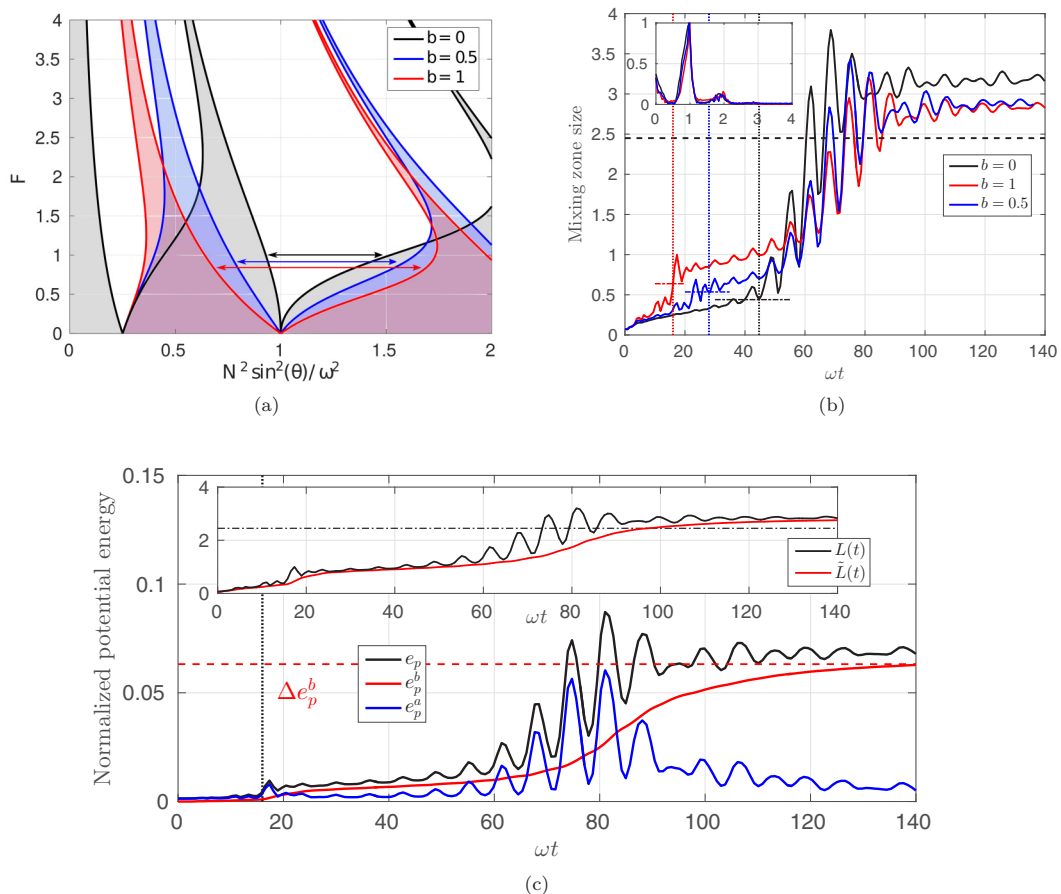 4
3.5
3
2.5
2
1.5
1
0.5
0
F
0 0.5 1 1.5 2
N² sin²(θ)/ω²
b = 0
b = 0.5
b = 1
(a)
4
3.5
3
2.5
2
1.5
1
0.5
0
Mixing zone size
0 20 40 60 80 100 120 140
ωt
1
0.5
0
0 1 2 3 4
b = 0
b = 1
b = 0.5
(b)
0.15
0.1
0.05
0
Normalized potential energy
0 20 40 60 80 100 120 140
ωt
4
2
0
0 20 40 60 80 100 120 140
ωt
L(t)
L̃(t)
e_p
e_p^b
e_p^a
Δe_p^b
(c)